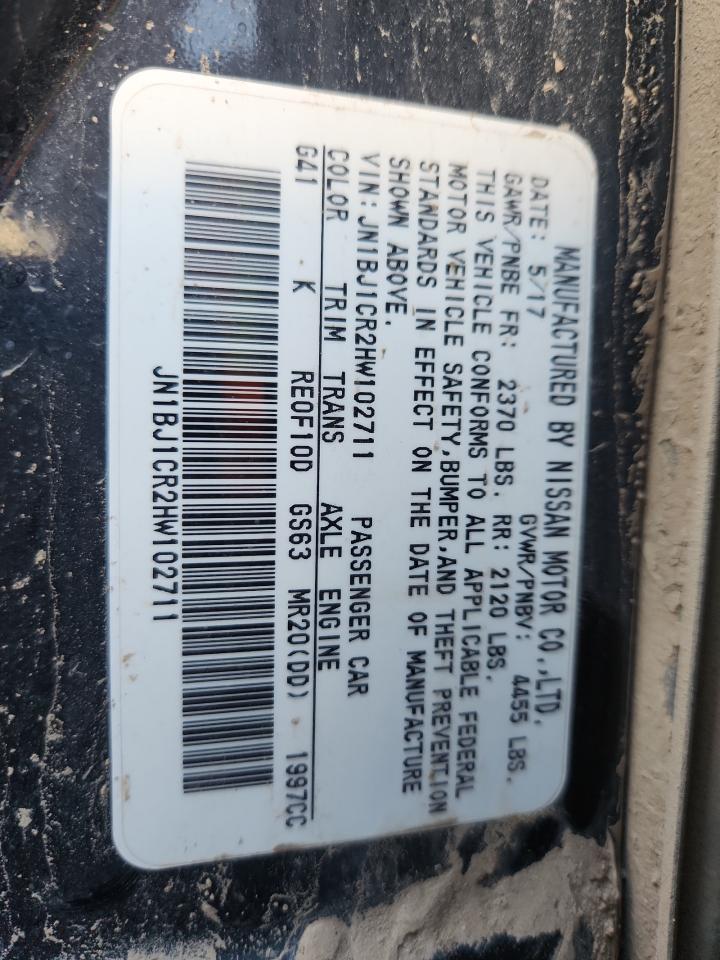 MANUFACTURED BY NISSAN MOTOR CO.,LTD.
DATE: 5/17 GVWR/PNBV: 4455 LBS.
GAWR/PNBE FR: 2370 LBS. RR: 2120 LBS.
THIS VEHICLE CONFORMS TO ALL APPLICABLE FEDERAL
MOTOR VEHICLE SAFETY,BUMPER,AND THEFT PREVENTION
STANDARDS IN EFFECT ON THE DATE OF MANUFACTURE
SHOWN ABOVE.
VIN:JN1BJ1CR2HW102711 PASSENGER CAR
COLOR TRIM TRANS AXLE ENGINE
G41 K RE0F10D GS63 MR20(DD) 1997CC
JN1BJ1CR2HW102711